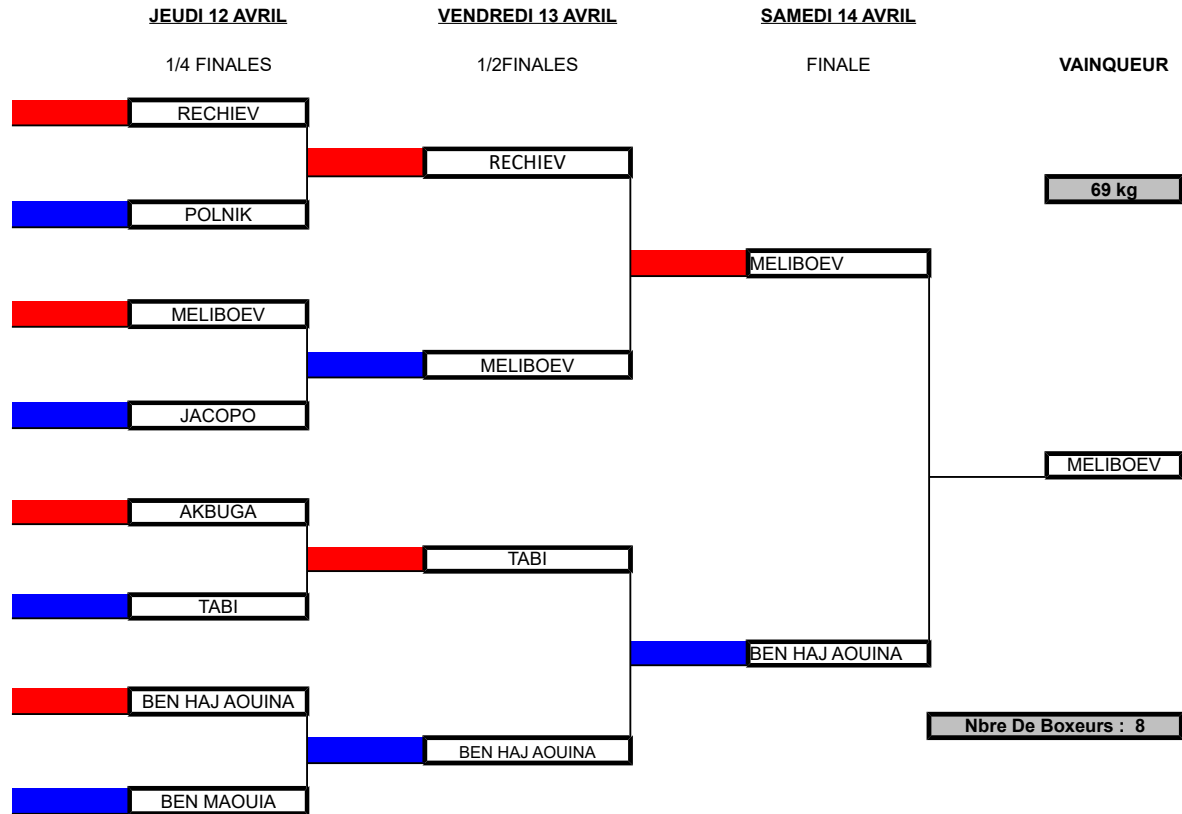 JEUDI 12 AVRIL VENDREDI 13 AVRIL SAMEDI 14 AVRIL
1/4 FINALES 1/2FINALES FINALE VAINQUEUR
RECHIEV
RECHIEV
69 kg
POLNIK
MELIBOEV
MELIBOEV
MELIBOEV
JACOPO
MELIBOEV
AKBUGA
TABI
TABI
BEN HAJ AOUINA
BEN HAJ AOUINA
Nbre De Boxeurs : 8
BEN HAJ AOUINA
BEN MAOUIA